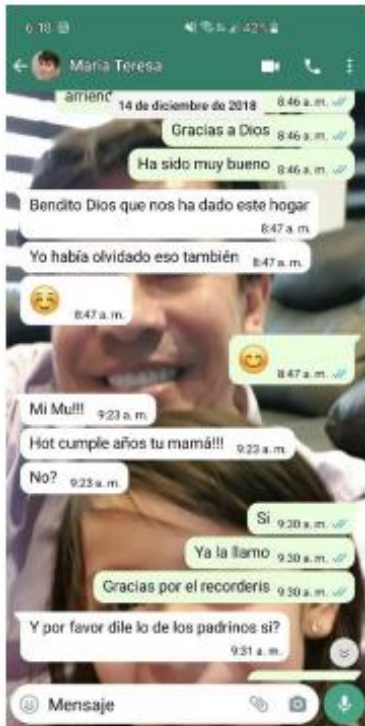 6:18
42%
Maria Teresa
14 de diciembre de 2018
8:46 a. m.
Gracias a Dios 8:46 a. m.
Ha sido muy bueno 8:46 a. m.
Bendito Dios que nos ha dado este hogar
8:47 a. m.
Yo había olvidado eso también 8:47 a. m.
8:47 a. m.
8:47 a. m.
Mi Mu!!! 9:23 a. m.
Hot cumple años tu mamá!!! 9:23 a. m.
No? 9:23 a. m.
Si 9:30 a. m.
Ya la llamo 9:30 a. m.
Gracias por el recorderis 9:30 a. m.
Y por favor dile lo de los padrinos si?
9:31 a. m.
Mensaje